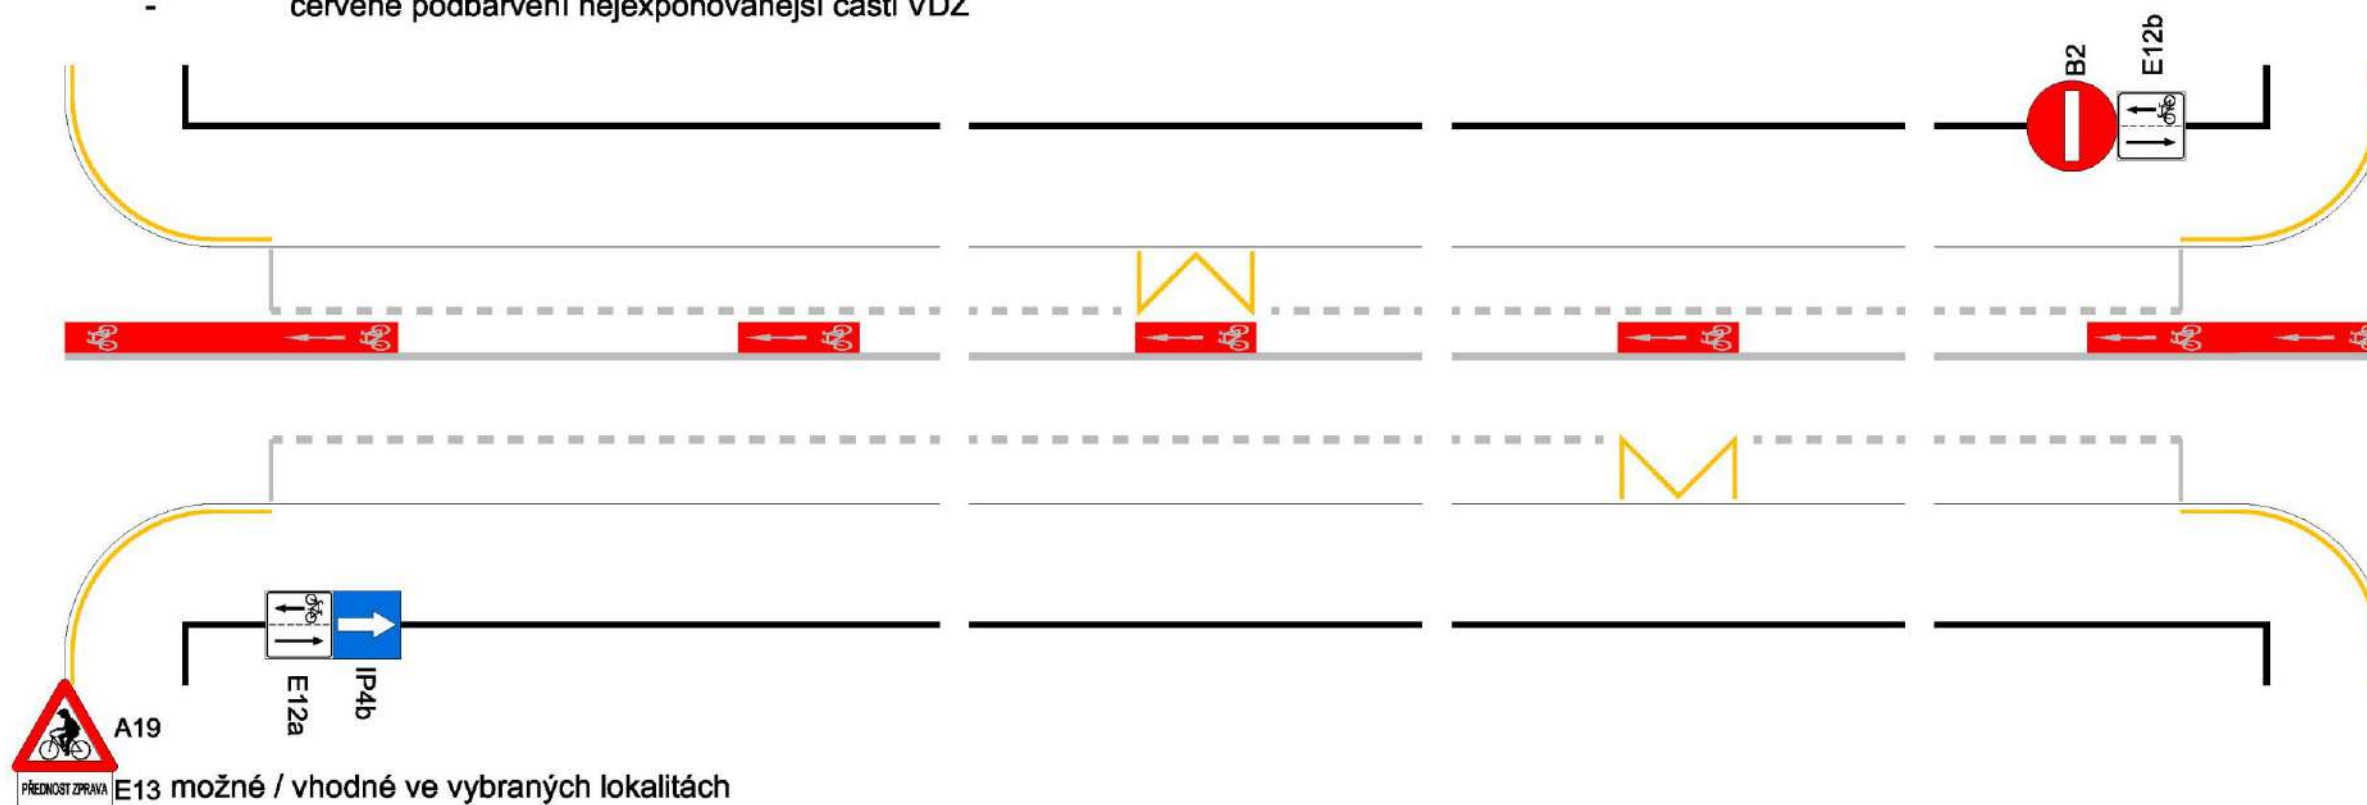 - červené podbarvení nejexponovanější části VDZ
B2
E12b
E12a
IP4b
A19
PŘEDNOST ZPRAVA
E13 možné / vhodné ve vybraných lokalitách